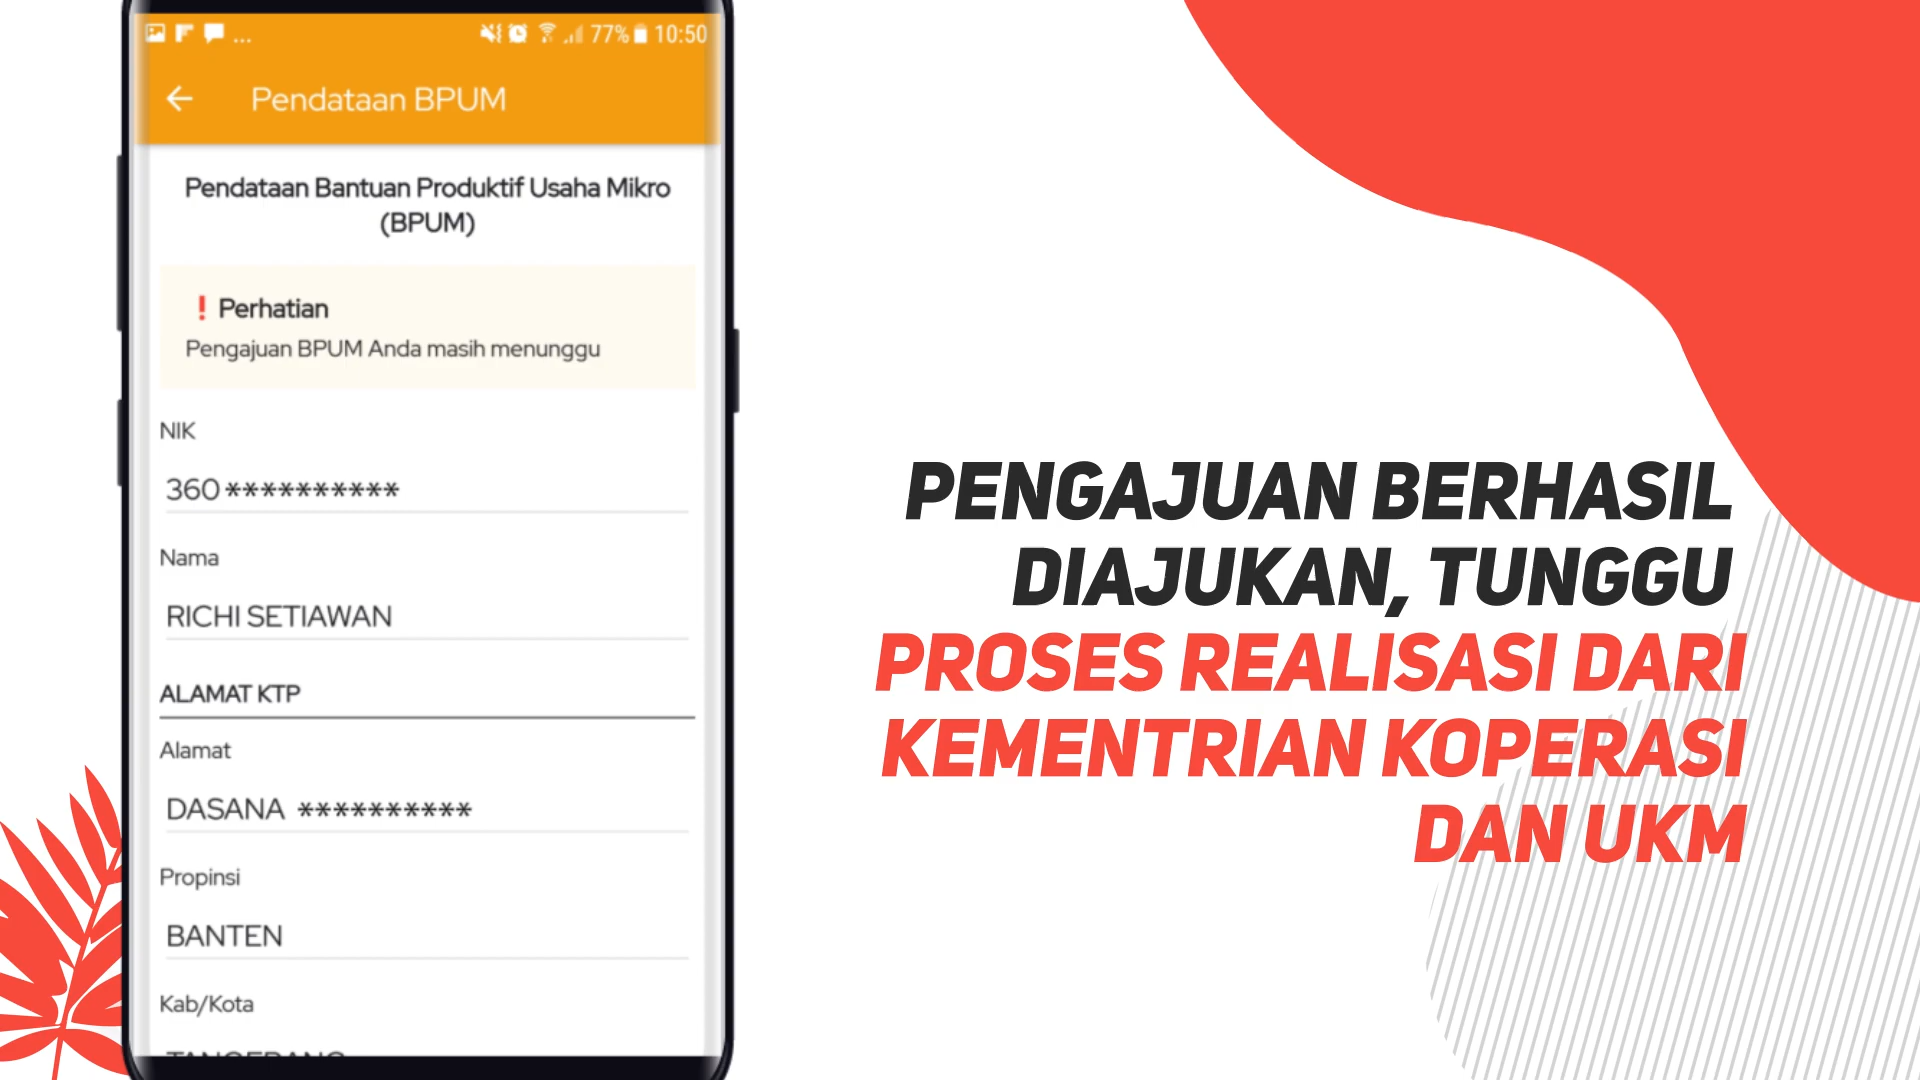 ... 77% 10:50
Pendataan BPUM
Pendataan Bantuan Produktif Usaha Mikro
(BPUM)
❗ Perhatian
Pengajuan BPUM Anda masih menunggu
NIK
360 **********
Nama
RICHI SETIAWAN
ALAMAT KTP
Alamat
DASANA **********
Propinsi
BANTEN
Kab/Kota
TANGERANG
PENGAJUAN BERHASIL
DIAJUKAN, TUNGGU
PROSES REALISASI DARI
KEMENTRIAN KOPERASI
DAN UKM